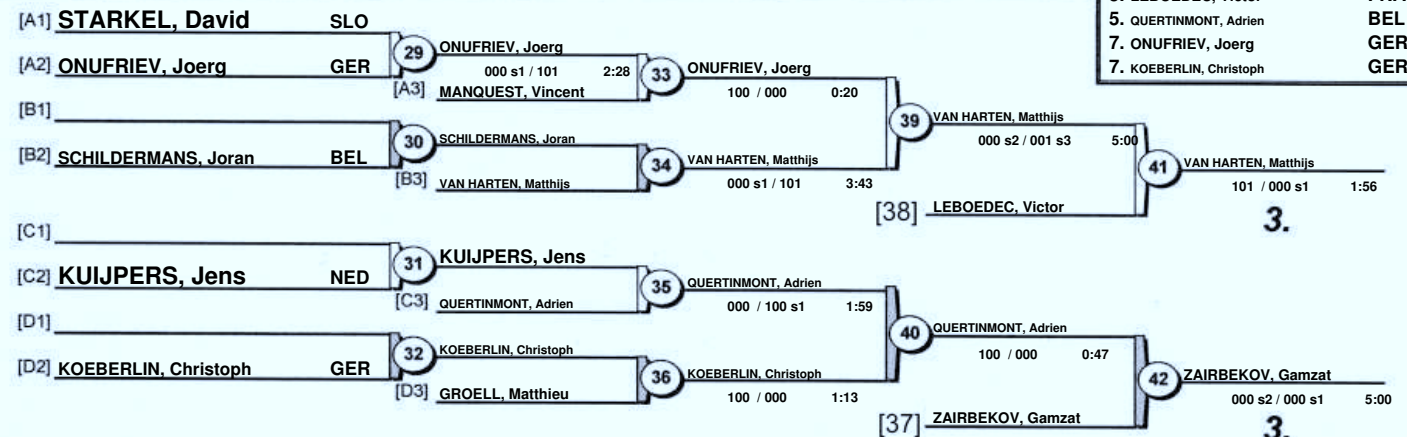 [A1] STARKEL, David SLO
[A2] ONUFRIEV, Joerg GER
29 ONUFRIEV, Joerg
000 s1 / 101 2:28
[A3] MANQUEST, Vincent
33 ONUFRIEV, Joerg
100 / 000 0:20
[B1]
[B2] SCHILDERMANS, Joran BEL
30 SCHILDERMANS, Joran
[B3] VAN HARTEN, Matthijs
34 VAN HARTEN, Matthijs
000 s1 / 101 3:43
39 VAN HARTEN, Matthijs
000 s2 / 001 s3 5:00
[38] LEBOEDEC, Victor
41 VAN HARTEN, Matthijs
101 / 000 s1 1:56
3.
[C1]
[C2] KUIJPERS, Jens NED
31 KUIJPERS, Jens
[C3] QUERTINMONT, Adrien
35 QUERTINMONT, Adrien
000 / 100 s1 1:59
[D1]
[D2] KOEBERLIN, Christoph GER
32 KOEBERLIN, Christoph
[D3] GROELL, Matthieu
36 KOEBERLIN, Christoph
100 / 000 1:13
40 QUERTINMONT, Adrien
100 / 000 0:47
[37] ZAIRBEKOV, Gamzat
42 ZAIRBEKOV, Gamzat
000 s2 / 000 s1 5:00
3.
5. QUERTINMONT, Adrien BEL
7. ONUFRIEV, Joerg GER
7. KOEBERLIN, Christoph GER